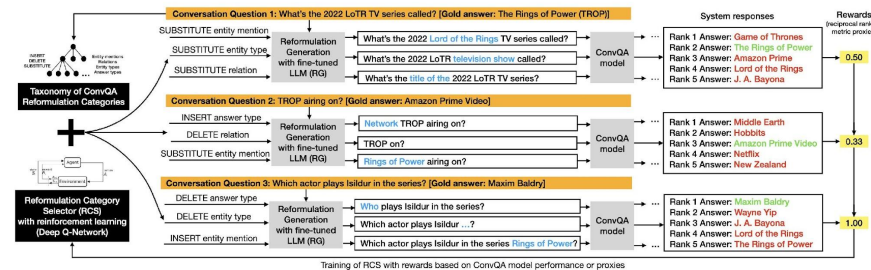 Conversation Question 1: What's the 2022 LoTR TV series called? [Gold answer: The Rings of Power (TROP)]
System responses
Rewards
(reciprocal rank
metric proxies)
INSERT
DELETE
SUBSTITUTE
Entity mentions
Relations
Entity types
Answer types
Taxonomy of ConvQA
Reformulation Categories
SUBSTITUTE entity mention
SUBSTITUTE entity type
SUBSTITUTE relation
Reformulation
Generation
with fine-tuned
LLM (RG)
What's the 2022 Lord of the Rings TV series called?
What's the 2022 LoTR television show called?
What's the title of the 2022 LoTR TV series?
ConvQA
model
...
...
Rank 1 Answer: Game of Thrones
Rank 2 Answer: The Rings of Power
Rank 3 Answer: Amazon Prime
Rank 4 Answer: Lord of the Rings
Rank 5 Answer: J. A. Bayona
0.50
Conversation Question 2: TROP airing on? [Gold answer: Amazon Prime Video]
+
INSERT answer type
DELETE relation
SUBSTITUTE entity mention
Reformulation
Generation
with fine-tuned
LLM (RG)
Network TROP airing on?
TROP on?
Rings of Power airing on?
ConvQA
model
...
...
Rank 1 Answer: Middle Earth
Rank 2 Answer: Hobbits
Rank 3 Answer: Amazon Prime Video
Rank 4 Answer: Netflix
Rank 5 Answer: New Zealand
0.33
Agent
Environment
Reformulation Category
Selector (RCS)
with reinforcement learning
(Deep Q-Network)
Conversation Question 3: Which actor plays Isildur in the series? [Gold answer: Maxim Baldry]
DELETE answer type
DELETE entity type
INSERT entity mention
Reformulation
Generation
with fine-tuned
LLM (RG)
Who plays Isildur in the series?
Which actor plays Isildur ...?
Which actor plays Isildur in the series Rings of Power?
ConvQA
model
...
...
Rank 1 Answer: Maxim Baldry
Rank 2 Answer: Wayne Yip
Rank 3 Answer: J. A. Bayona
Rank 4 Answer: Lord of the Rings
Rank 5 Answer: The Rings of Power
1.00
Training of RCS with rewards based on ConvQA model performance or proxies